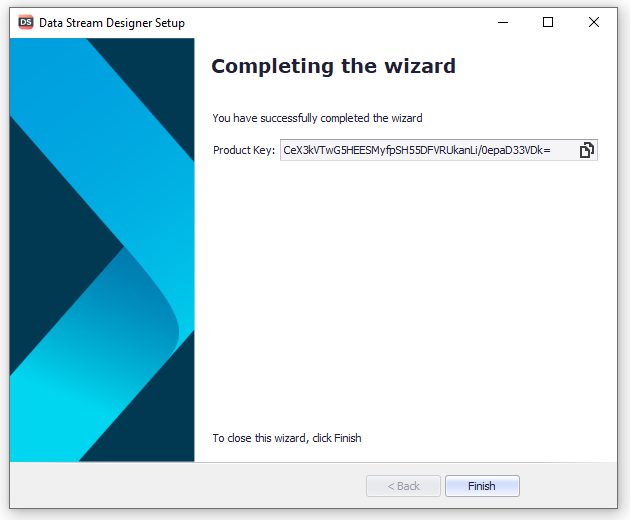 DS Data Stream Designer Setup
Completing the wizard
You have successfully completed the wizard
Product Key: CeX3kVTwG5HEESMyfpSH55DFVRUkanLi/0epaD33VDk=
To close this wizard, click Finish
< Back Finish